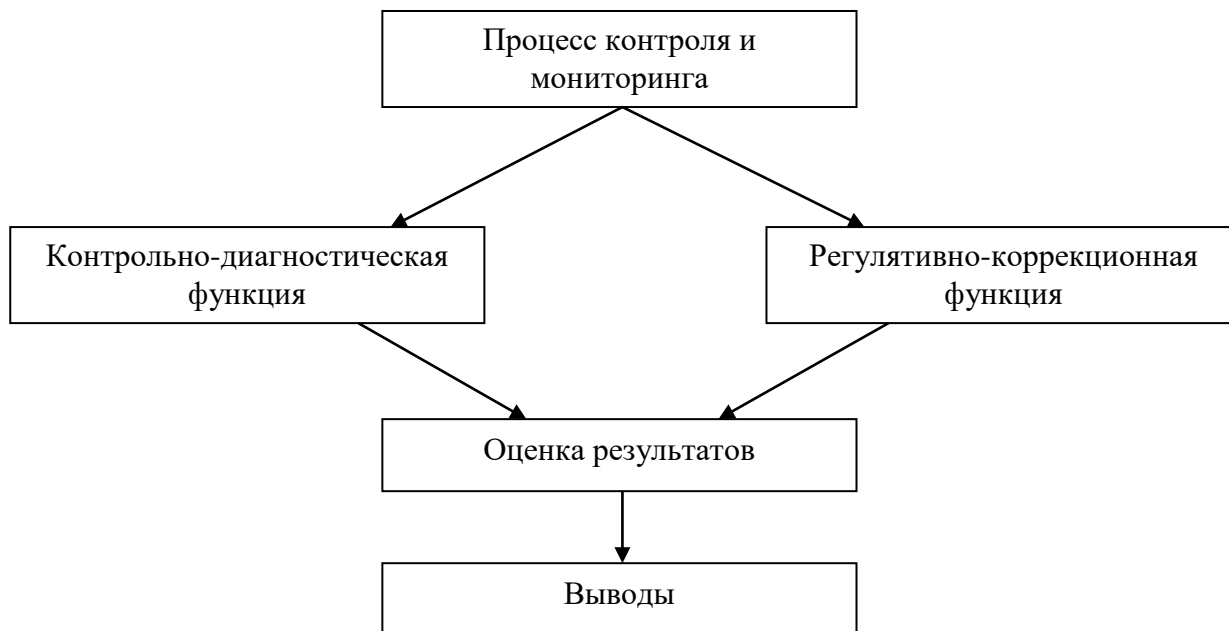 Процесс контроля и
мониторинга
Контрольно-диагностическая
функция
Регулятивно-коррекционная
функция
Оценка результатов
Выводы